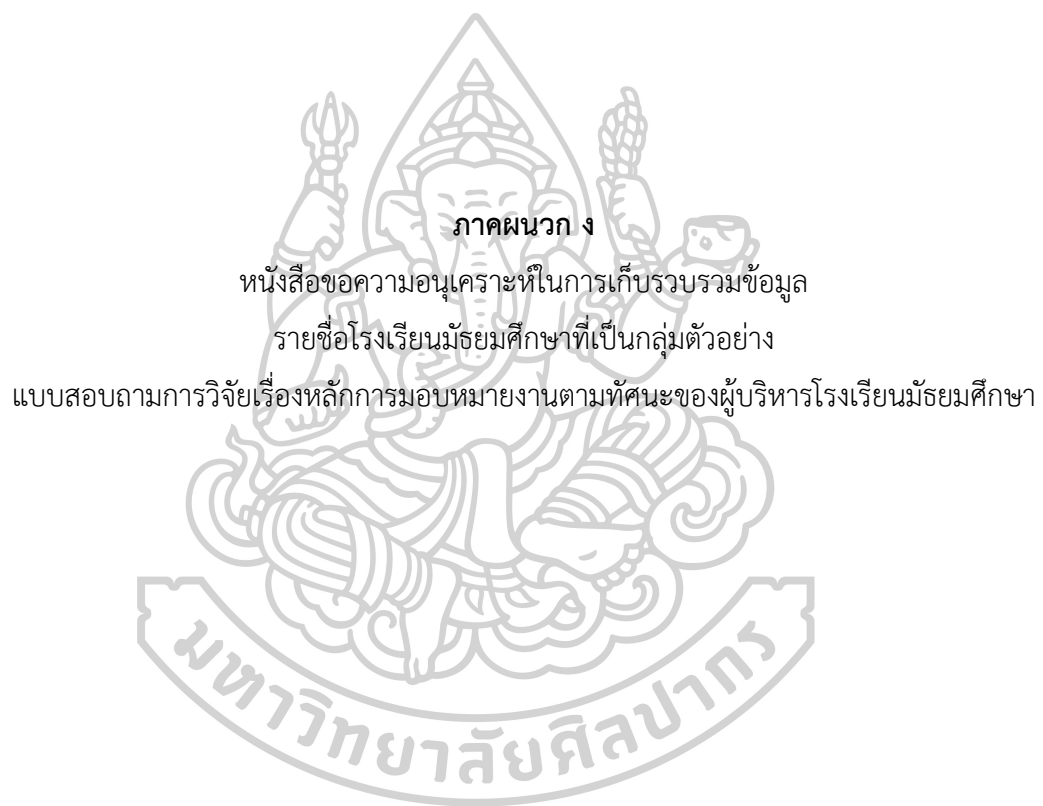 ภาคผนวก ง
หนังสือขอความอนุเคราะห์ในการเก็บรวบรวมข้อมูล
รายชื่อโรงเรียนมัธยมศึกษาที่เป็นกลุ่มตัวอย่าง
แบบสอบถามการวิจัยเรื่องหลักการมอบหมายงานตามทัศนะของผู้บริหารโรงเรียนมัธยมศึกษา
มหาวิทยาลัยศิลปากร